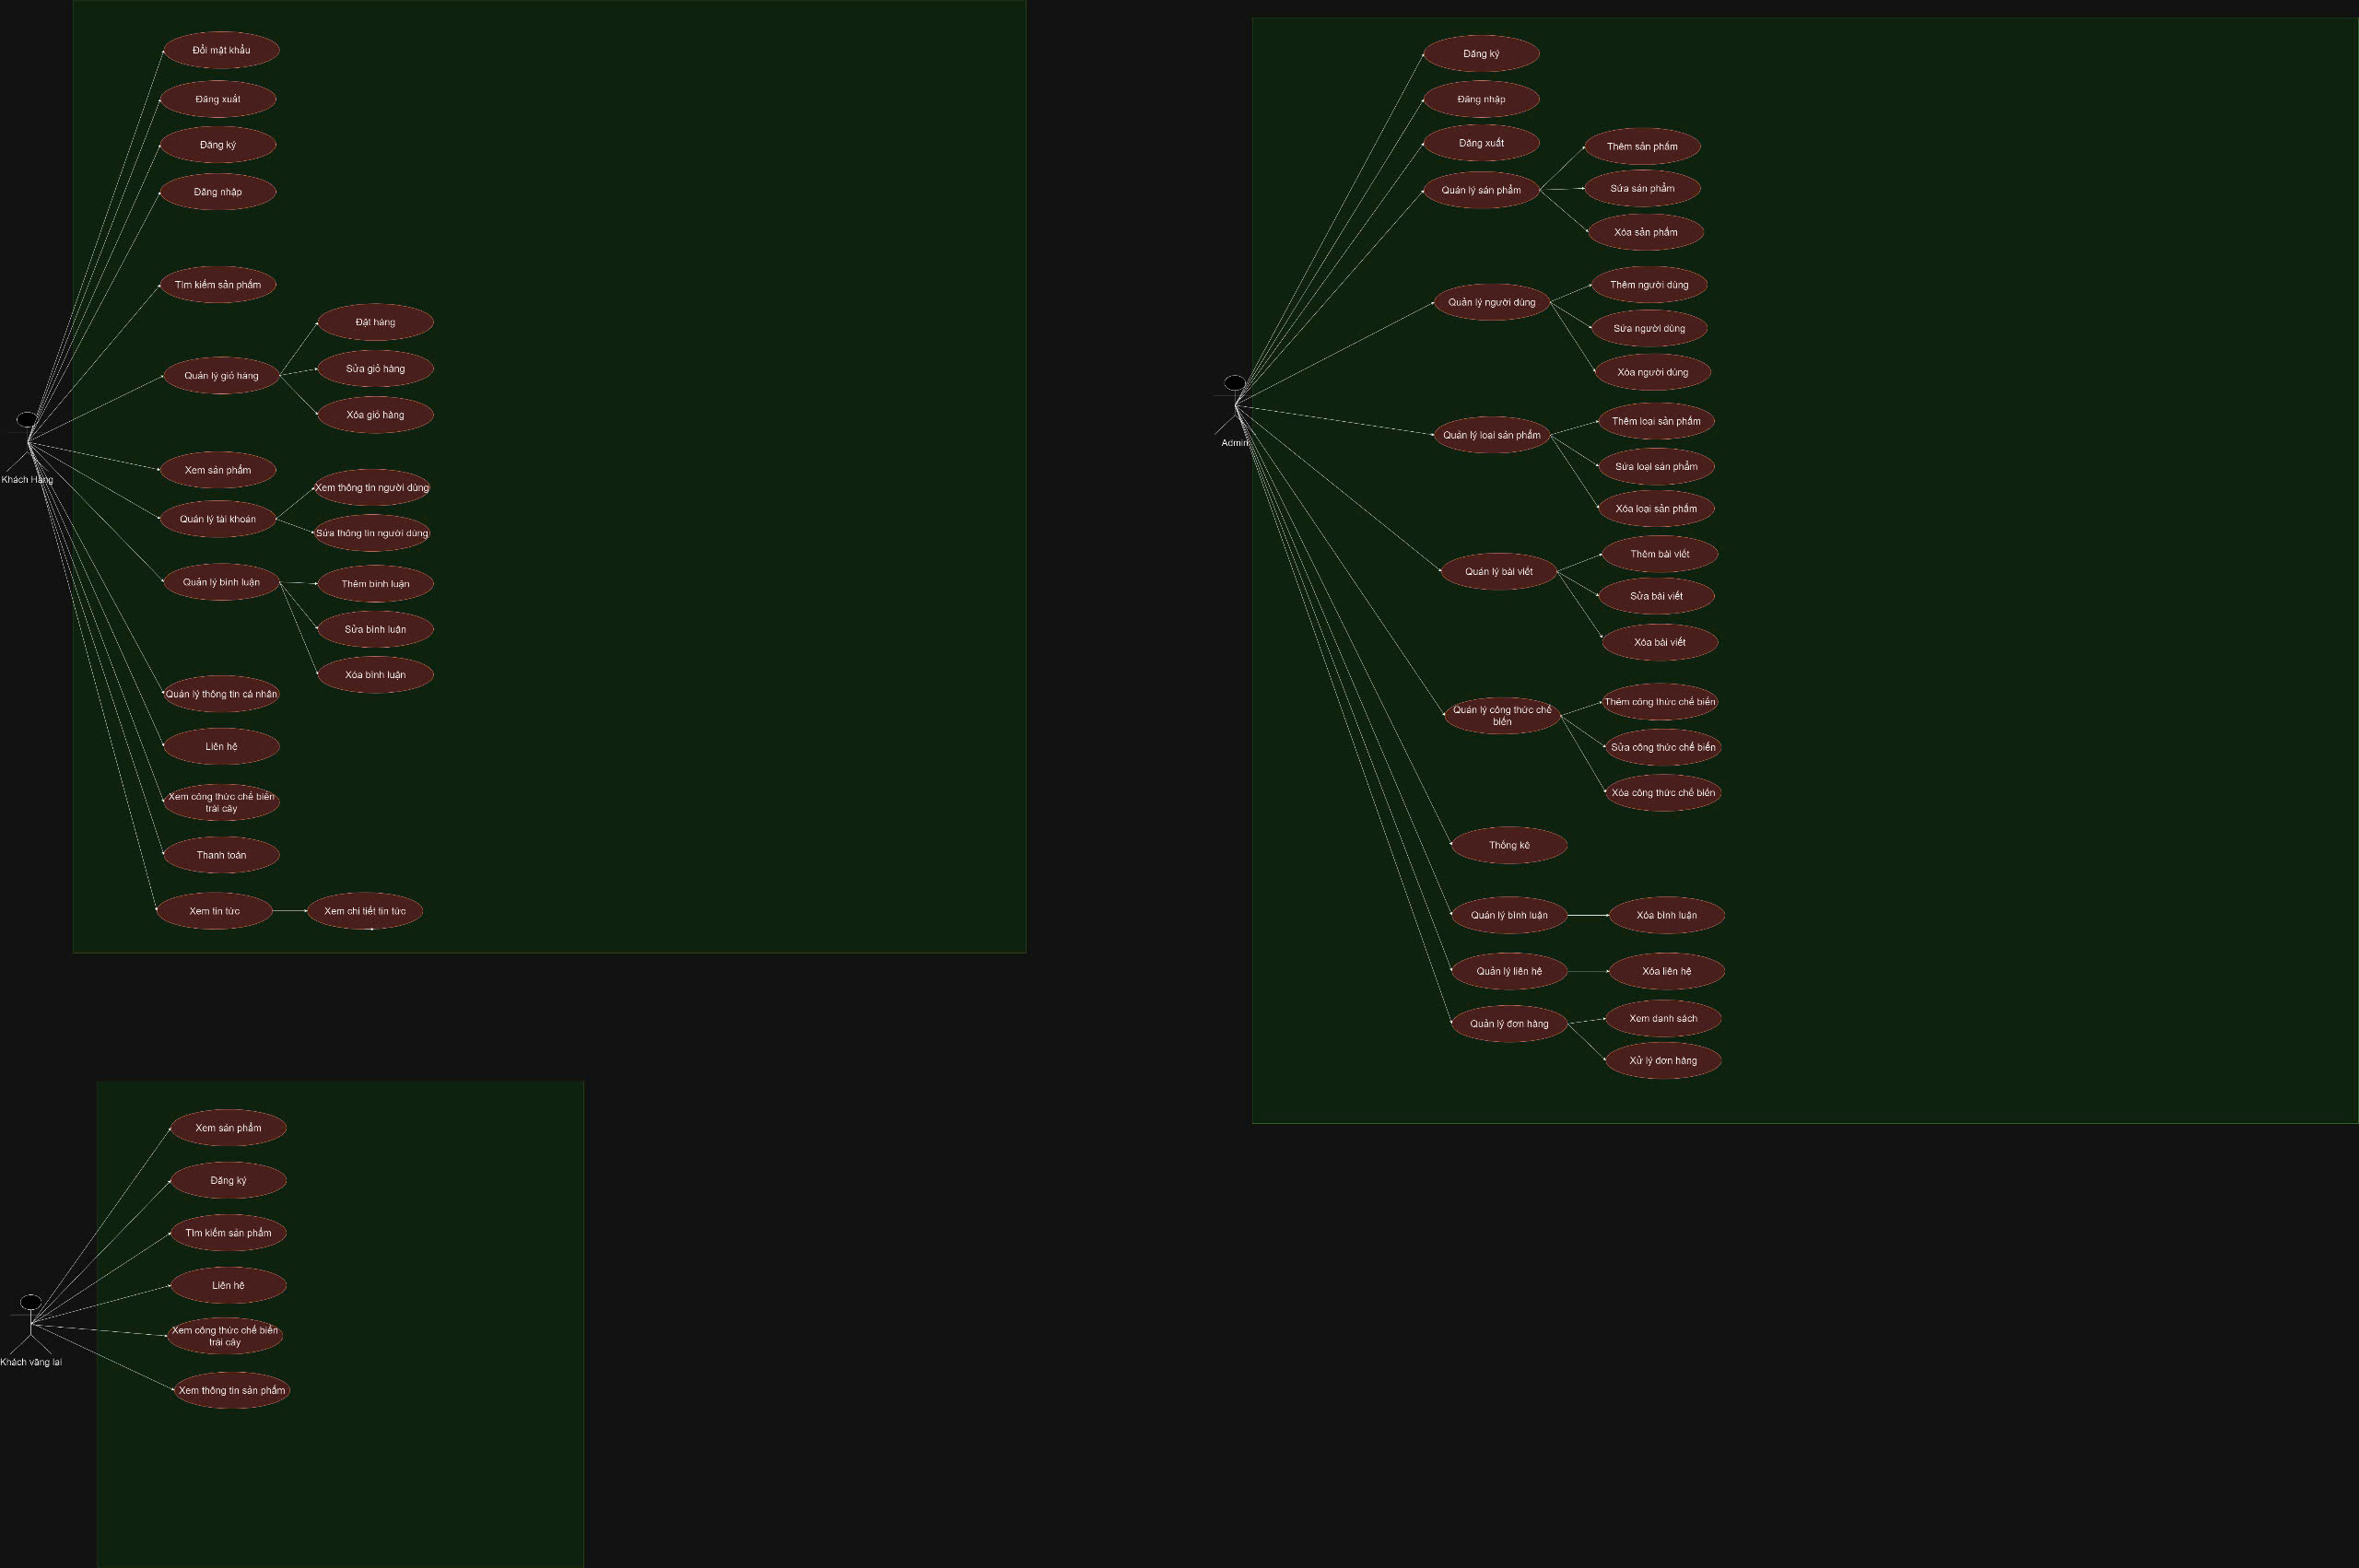 Đổi mật khẩu
Đăng xuất
Đăng ký
Đăng nhập
Tìm kiếm sản phẩm
Quản lý giỏ hàng
Đặt hàng
Sửa giỏ hàng
Xóa giỏ hàng
Khách Hàng
Xem sản phẩm
Quản lý tài khoản
Xem thông tin người dùng
Sửa thông tin người dùng
Quản lý bình luận
Thêm bình luận
Sửa bình luận
Xóa bình luận
Quản lý thông tin cá nhân
Liên hệ
Xem công thức chế biến
trái cây
Thanh toán
Xem tin tức
Xem chi tiết tin tức
Đăng ký
Đăng nhập
Đăng xuất
Quản lý sản phẩm
Thêm sản phẩm
Sửa sản phẩm
Xóa sản phẩm
Quản lý người dùng
Thêm người dùng
Sửa người dùng
Xóa người dùng
Admin
Quản lý loại sản phẩm
Thêm loại sản phẩm
Sửa loại sản phẩm
Xóa loại sản phẩm
Quản lý bài viết
Thêm bài viết
Sửa bài viết
Xóa bài viết
Quản lý công thức chế
biến
Thêm công thức chế biến
Sửa công thức chế biến
Xóa công thức chế biến
Thống kê
Quản lý bình luận
Xóa bình luận
Quản lý liên hệ
Xóa liên hệ
Quản lý đơn hàng
Xem danh sách
Xử lý đơn hàng
Xem sản phẩm
Đăng ký
Tìm kiếm sản phẩm
Liên hệ
Xem công thức chế biến
trái cây
Khách vãng lai
Xem thông tin sản phẩm